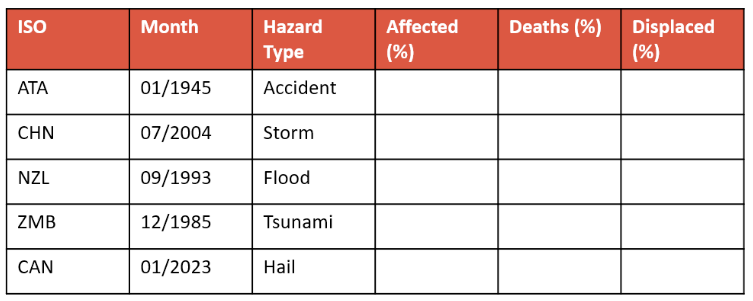 ISO Month Hazard Type Affected (%) Deaths (%) Displaced (%)
ATA 01/1945 Accident
CHN 07/2004 Storm
NZL 09/1993 Flood
ZMB 12/1985 Tsunami
CAN 01/2023 Hail